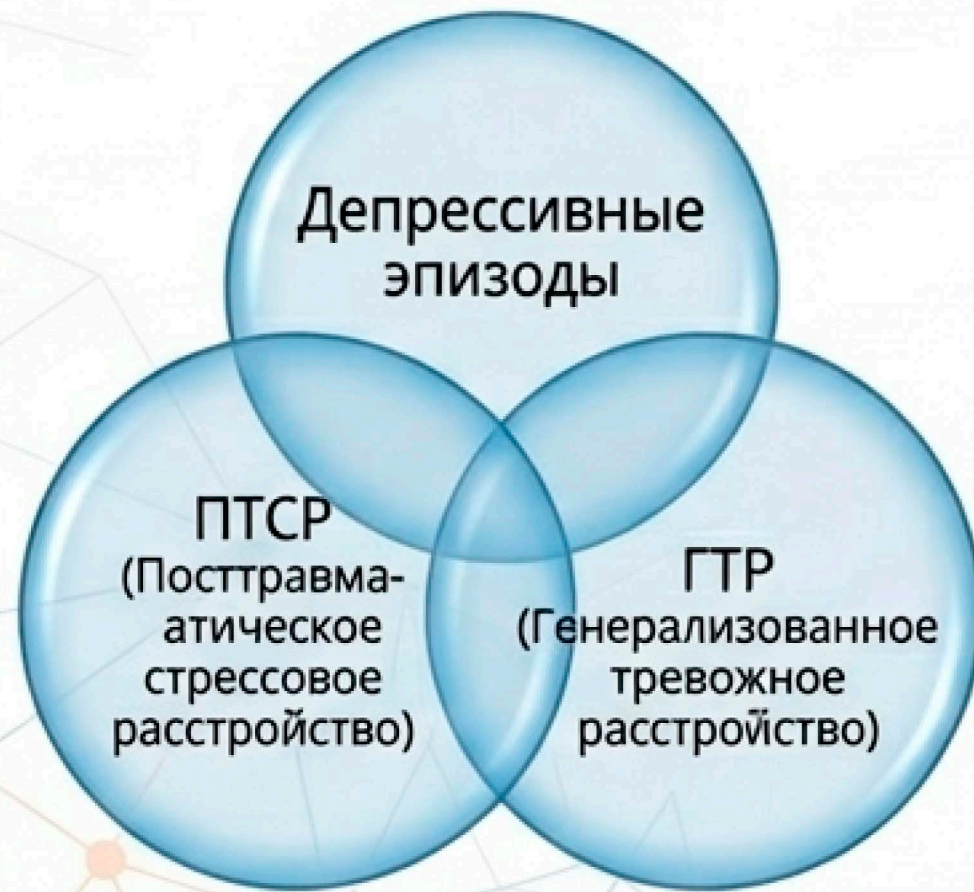 Депрессивные
эпизоды
ПТСР
(Посттравма-
атическое
стрессовое
расстройство)
ГТР
(Генерализованное
тревожное
расстройство)